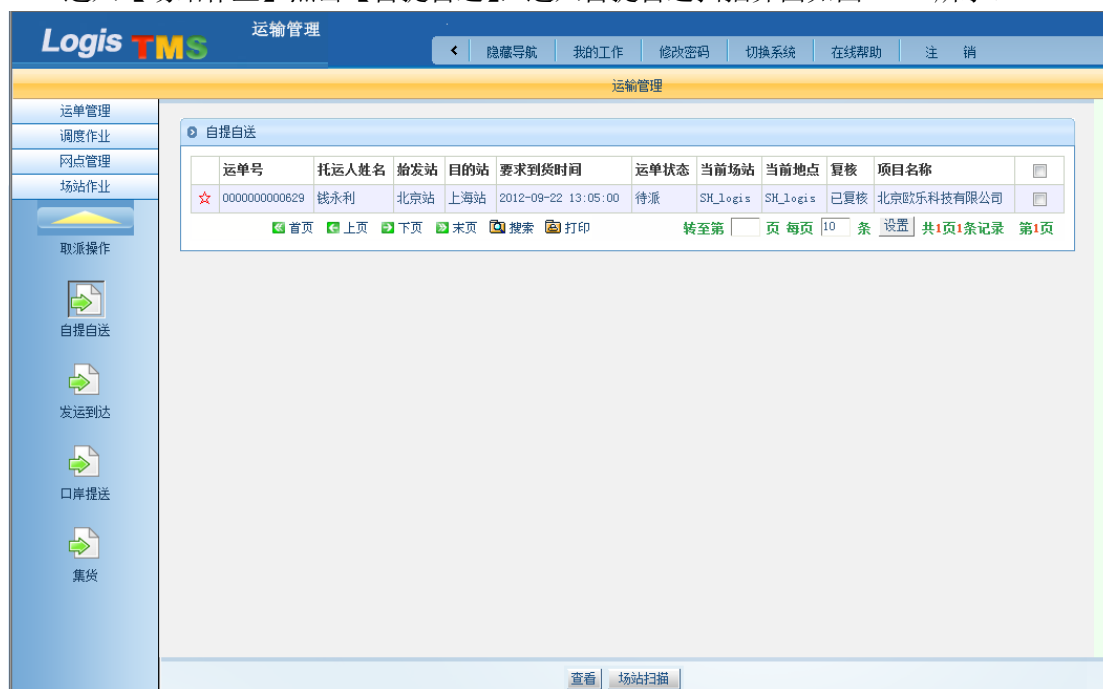 Logis TMS
运输管理
隐藏导航 我的工作 修改密码 切换系统 在线帮助 注 销
运输管理
运单管理
调度作业
网点管理
场站作业
取派操作
自提自送
发运到达
口岸提送
集货
自提自送
运单号 托运人姓名 始发站 目的站 要求到货时间 运单状态 当前场站 当前地点 复核 项目名称
0000000000629 钱永利 北京站 上海站 2012-09-22 13:05:00 待派 SH_logis SH_logis 已复核 北京欧乐科技有限公司
首页 上页 下页 末页 搜索 打印 转至第 页 每页 10 条 设置 共1页1条记录 第1页
查看 场站扫描